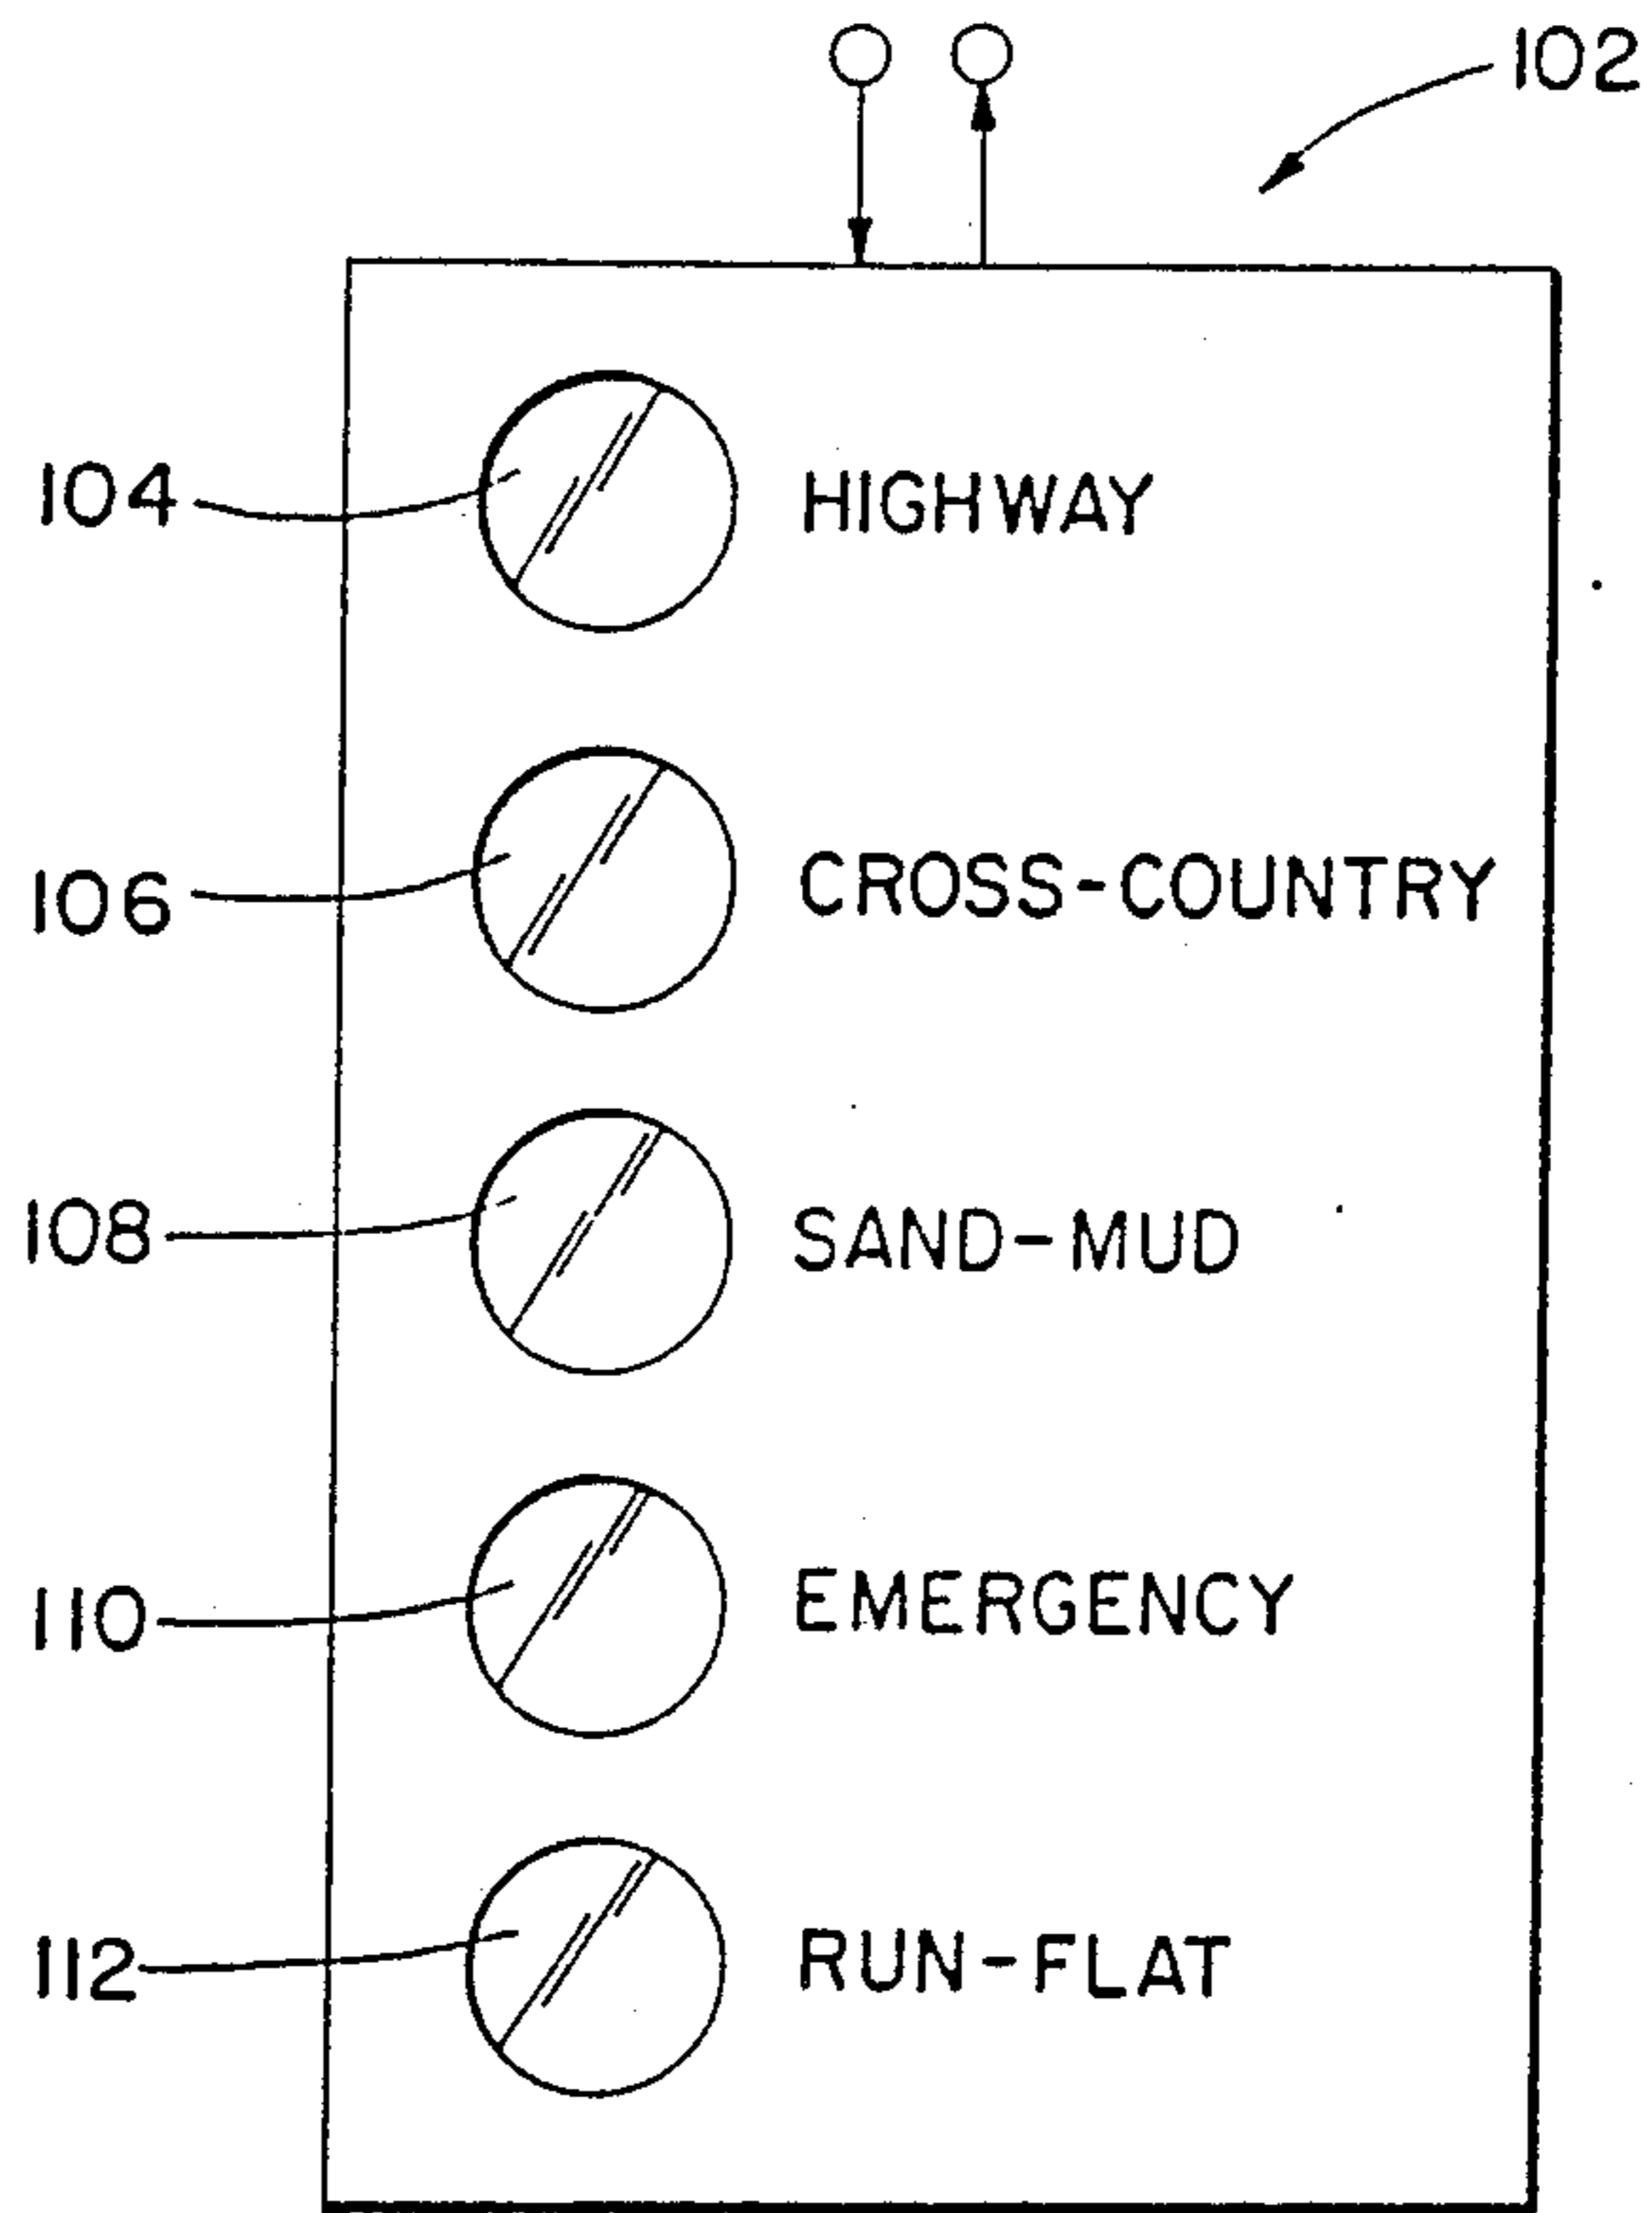 102
104 HIGHWAY
106 CROSS-COUNTRY
108 SAND-MUD
110 EMERGENCY
112 RUN-FLAT